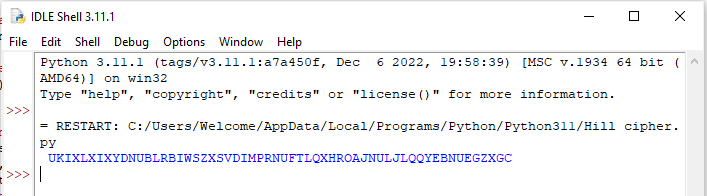 IDLE Shell 3.11.1
File Edit Shell Debug Options Window Help
Python 3.11.1 (tags/v3.11.1:a7a450f, Dec  6 2022, 19:58:39) [MSC v.1934 64 bit (
AMD64)] on win32
Type "help", "copyright", "credits" or "license()" for more information.
>>>
= RESTART: C:/Users/Welcome/AppData/Local/Programs/Python/Python311/Hill cipher.
py
UKIXLXIXYDNUBLRBIWSZXSVDIMPRNUFTLQXHROAJNULJLQQYEBNUEGZXGC
>>>